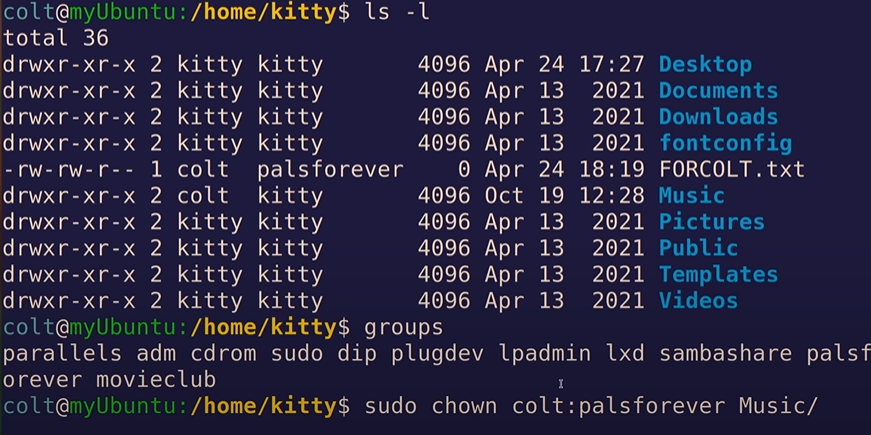 colt@myUbuntu:/home/kitty$ ls -l
total 36
drwxr-xr-x 2 kitty kitty       4096 Apr 24 17:27 Desktop
drwxr-xr-x 2 kitty kitty       4096 Apr 13  2021 Documents
drwxr-xr-x 2 kitty kitty       4096 Apr 13  2021 Downloads
drwxr-xr-x 2 kitty kitty       4096 Apr 13  2021 fontconfig
-rw-rw-r-- 1 colt  palsforever    0 Apr 24 18:19 FORCOLT.txt
drwxr-xr-x 2 colt  kitty       4096 Oct 19 12:28 Music
drwxr-xr-x 2 kitty kitty       4096 Apr 13  2021 Pictures
drwxr-xr-x 2 kitty kitty       4096 Apr 13  2021 Public
drwxr-xr-x 2 kitty kitty       4096 Apr 13  2021 Templates
drwxr-xr-x 2 kitty kitty       4096 Apr 13  2021 Videos
colt@myUbuntu:/home/kitty$ groups
parallels adm cdrom sudo dip plugdev lpadmin lxd sambashare palsf
orever movieclub
colt@myUbuntu:/home/kitty$ sudo chown colt:palsforever Music/